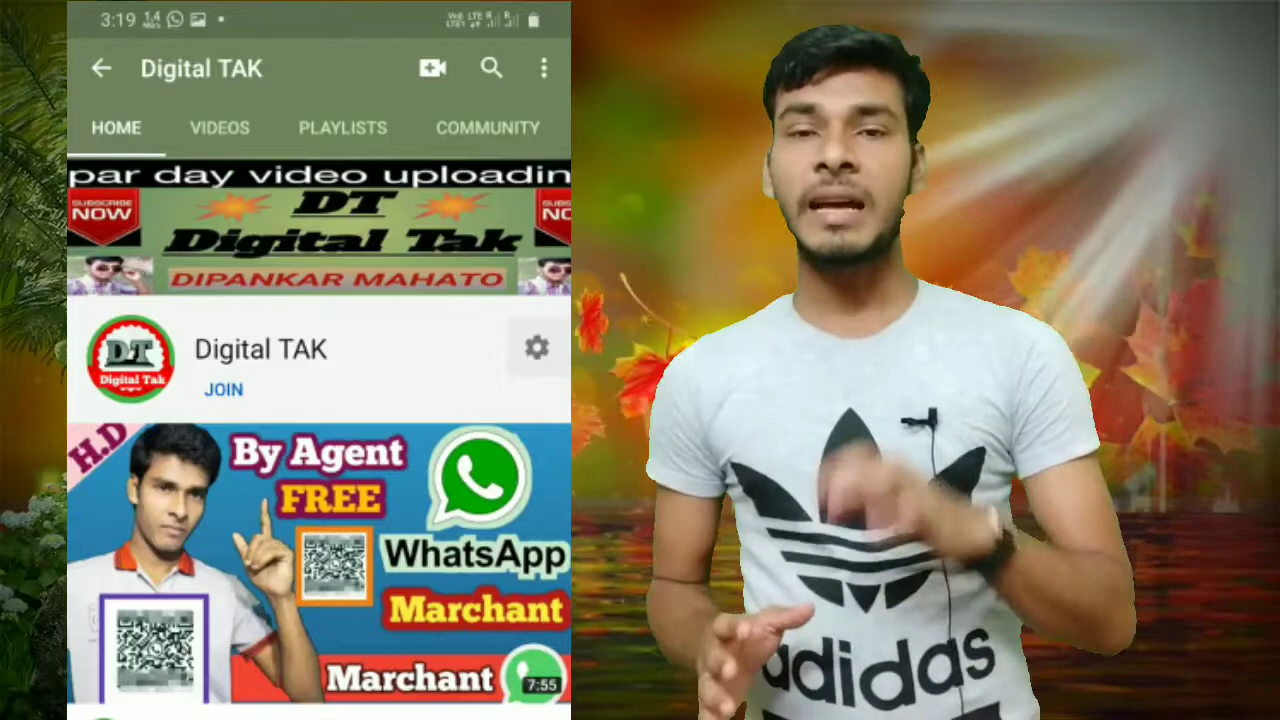 3:19
Digital TAK
HOME VIDEOS PLAYLISTS COMMUNITY
par day video uploadin
SUBSCRIBE
NOW
DT
Digital Tak
DIPANKAR MAHATO
NC
DT
Digital Tak
Digital TAK
JOIN
H.D
By Agent
FREE
WhatsApp
Marchant
Marchant
7:55
adidas